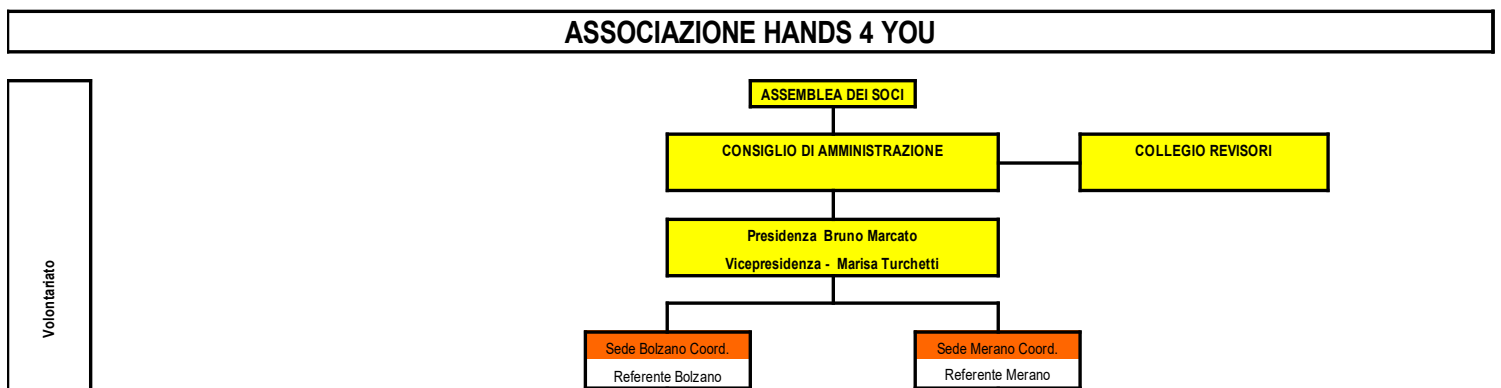 ASSOCIAZIONE HANDS 4 YOU
ASSEMBLEA DEI SOCI
CONSIGLIO DI AMMINISTRAZIONE
COLLEGIO REVISORI
Presidenza Bruno Marcato
Vicepresidenza - Marisa Turchetti
Volontariato
Sede Bolzano Coord.
Referente Bolzano
Sede Merano Coord.
Referente Merano